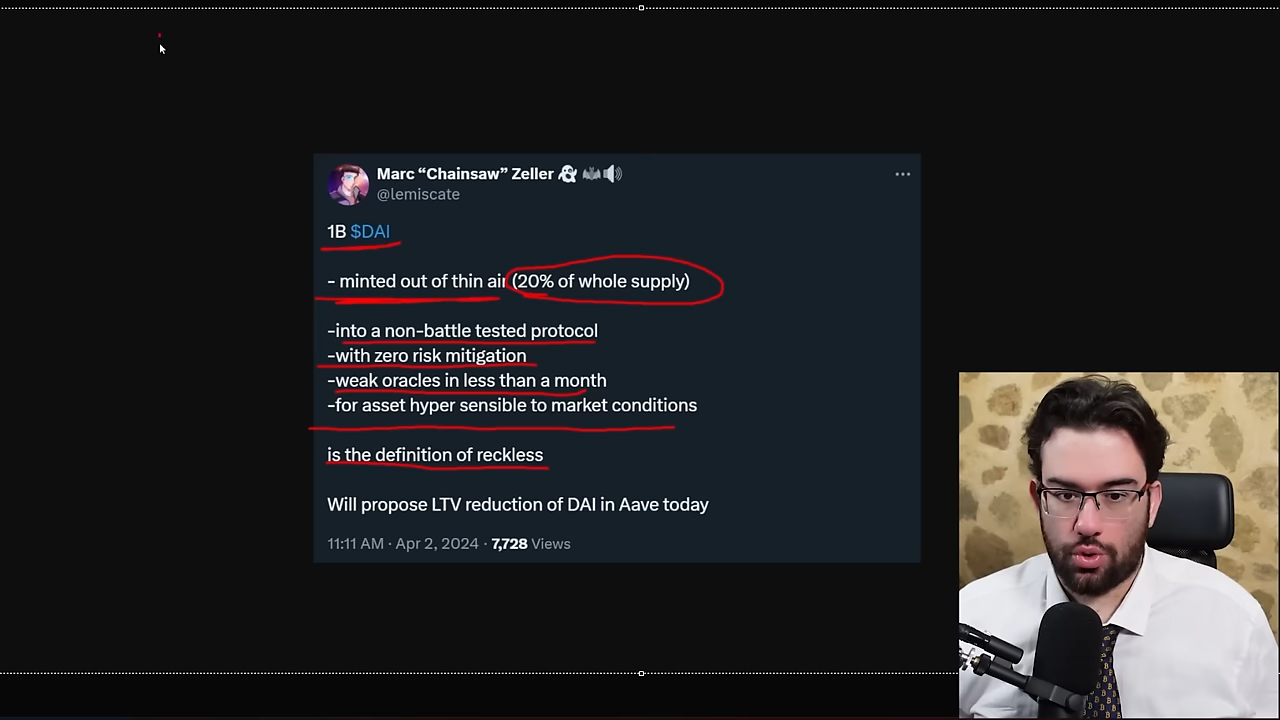 Marc “Chainsaw” Zeller 👻 🦇🔊
@lemiscate
1B $DAI
- minted out of thin air (20% of whole supply)
-into a non-battle tested protocol
-with zero risk mitigation
-weak oracles in less than a month
-for asset hyper sensible to market conditions
is the definition of reckless
Will propose LTV reduction of DAI in Aave today
11:11 AM · Apr 2, 2024 · 7,728 Views